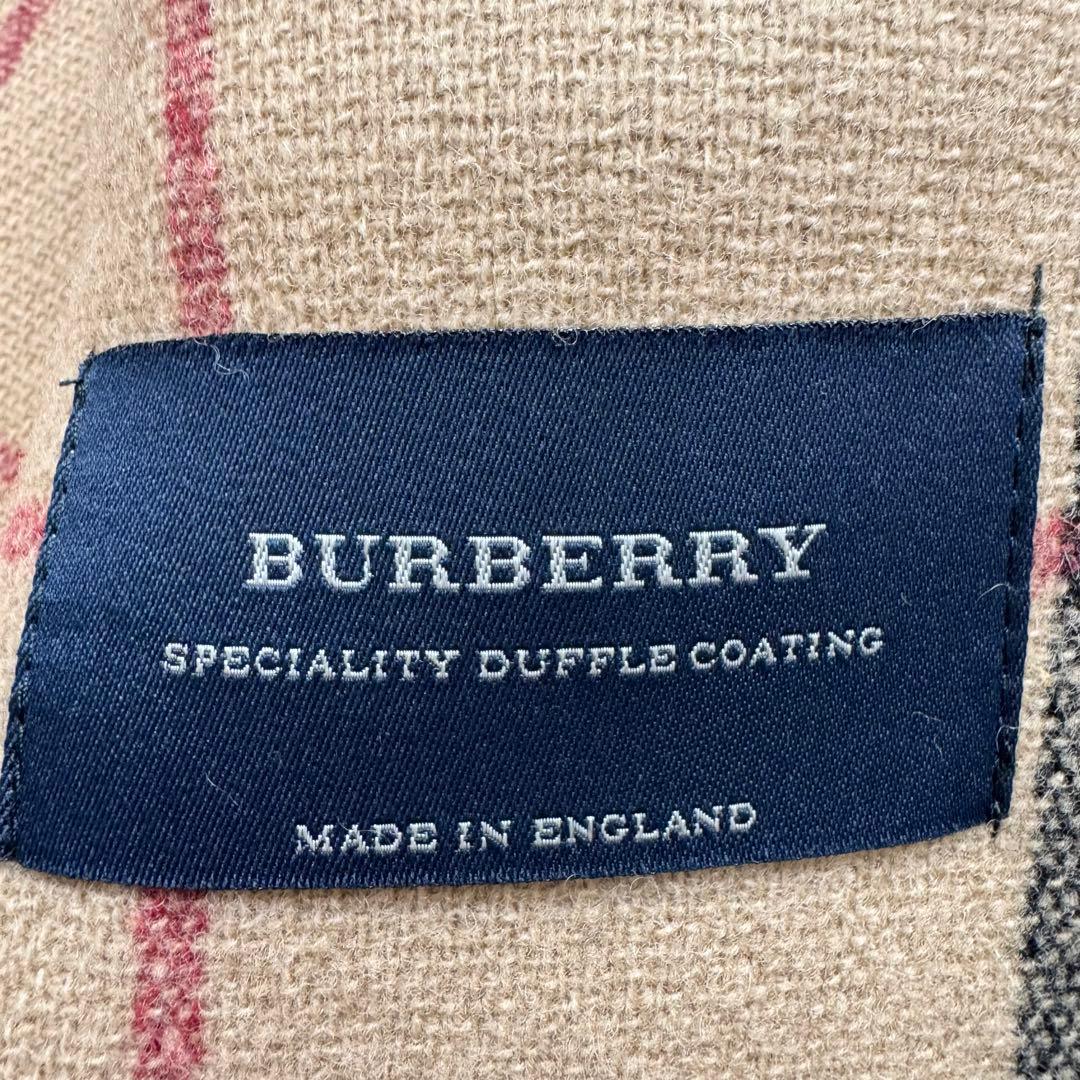 BURBERRY
SPECIALITY DUFFLE COATING
MADE IN ENGLAND